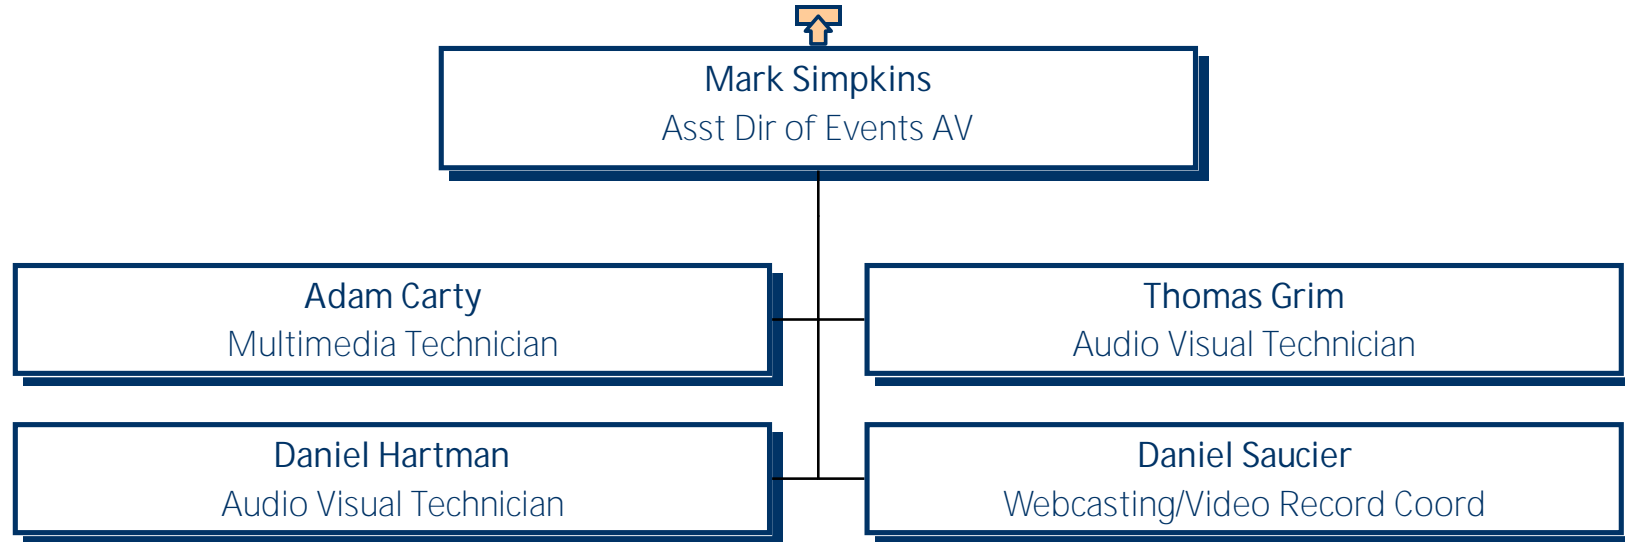 Mark Simpkins
Asst Dir of Events AV
Adam Carty
Multimedia Technician
Thomas Grim
Audio Visual Technician
Daniel Hartman
Audio Visual Technician
Daniel Saucier
Webcasting/Video Record Coord